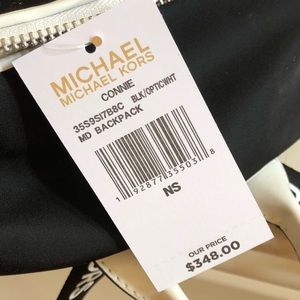 MICHAEL
MICHAEL KORS
CONNIE
35S9SI7B8C BLK/OPTICWHT
MD BACKPACK
1 92877 35503 8
NS
OUR PRICE
$348.00